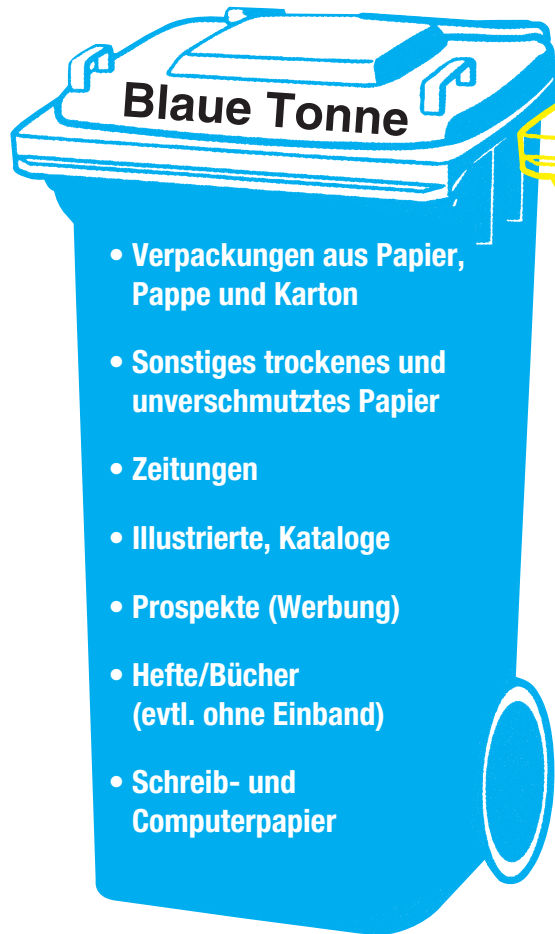 Blaue Tonne
• Verpackungen aus Papier,
Pappe und Karton
• Sonstiges trockenes und
unverschmutztes Papier
• Zeitungen
• Illustrierte, Kataloge
• Prospekte (Werbung)
• Hefte/Bücher
(evtl. ohne Einband)
• Schreib- und
Computerpapier